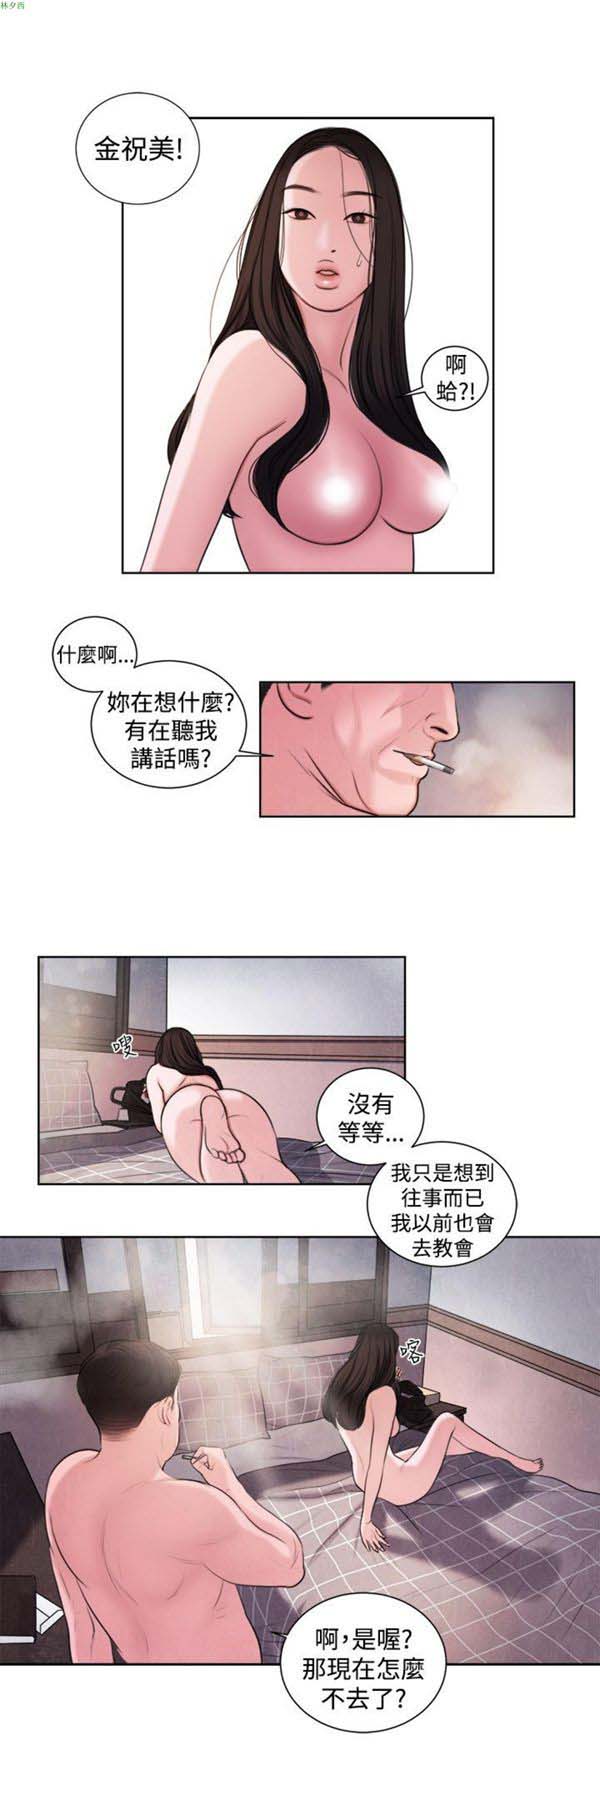 林夕西
金祝美!
啊
蛤?!
什麼啊...
妳在想什麼?
有在聽我
講話嗎?
嗖
沒有
等等...
我只是想到
往事而已
我以前也會
去教會
喀
啊，是喔?
那現在怎麼
不去了?